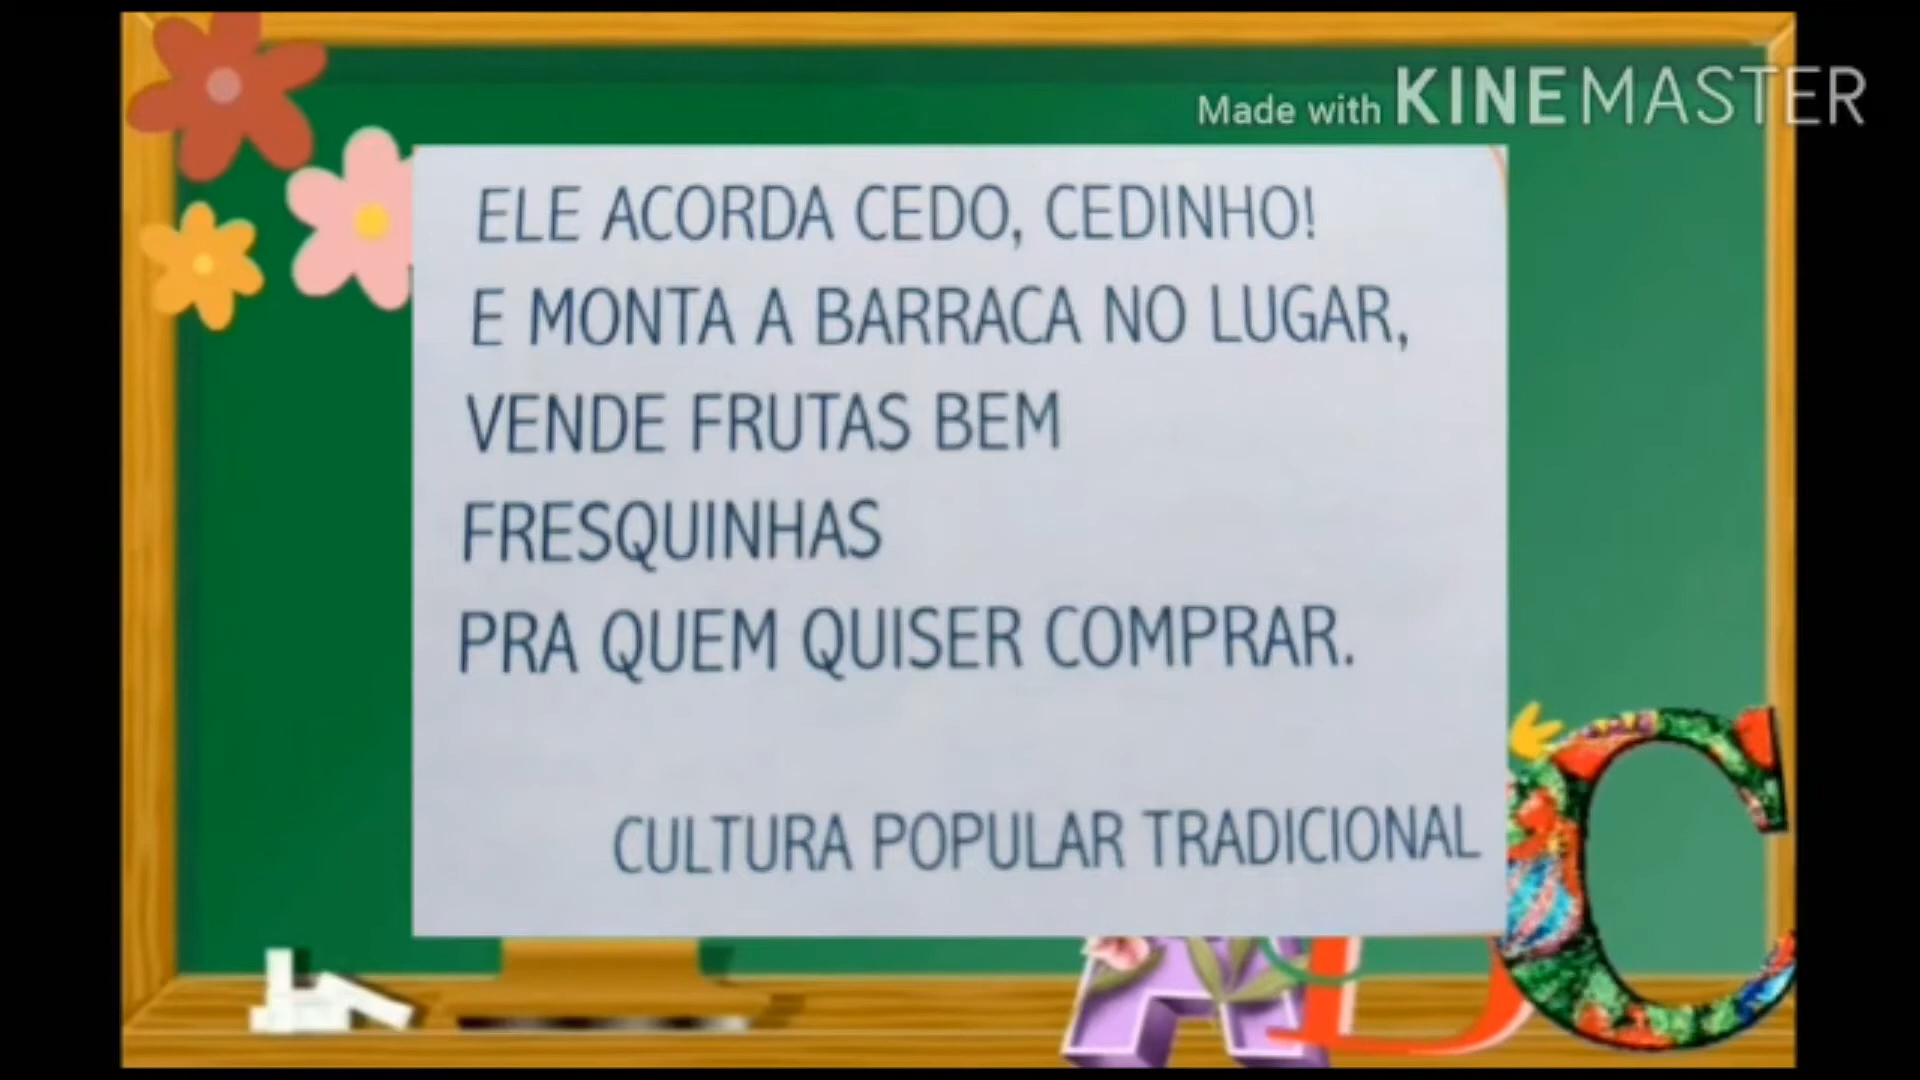 Made with KINEMASTER
ELE ACORDA CEDO, CEDINHO!
E MONTA A BARRACA NO LUGAR,
VENDE FRUTAS BEM
FRESQUINHAS
PRA QUEM QUISER COMPRAR.
CULTURA POPULAR TRADICIONAL